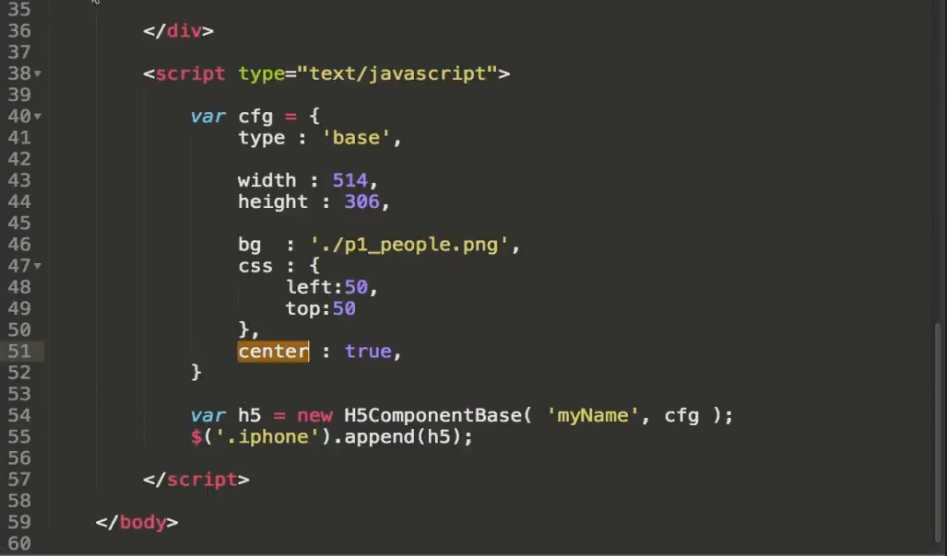 35
36 </div>
37
38 <script type="text/javascript">
39
40 var cfg = {
41 type : 'base',
42
43 width : 514,
44 height : 306,
45
46 bg  : './p1_people.png',
47 css : {
48 left:50,
49 top:50
50 },
51 center : true,
52 }
53
54 var h5 = new H5ComponentBase( 'myName', cfg );
55 $('.iphone').append(h5);
56
57 </script>
58
59 </body>
60